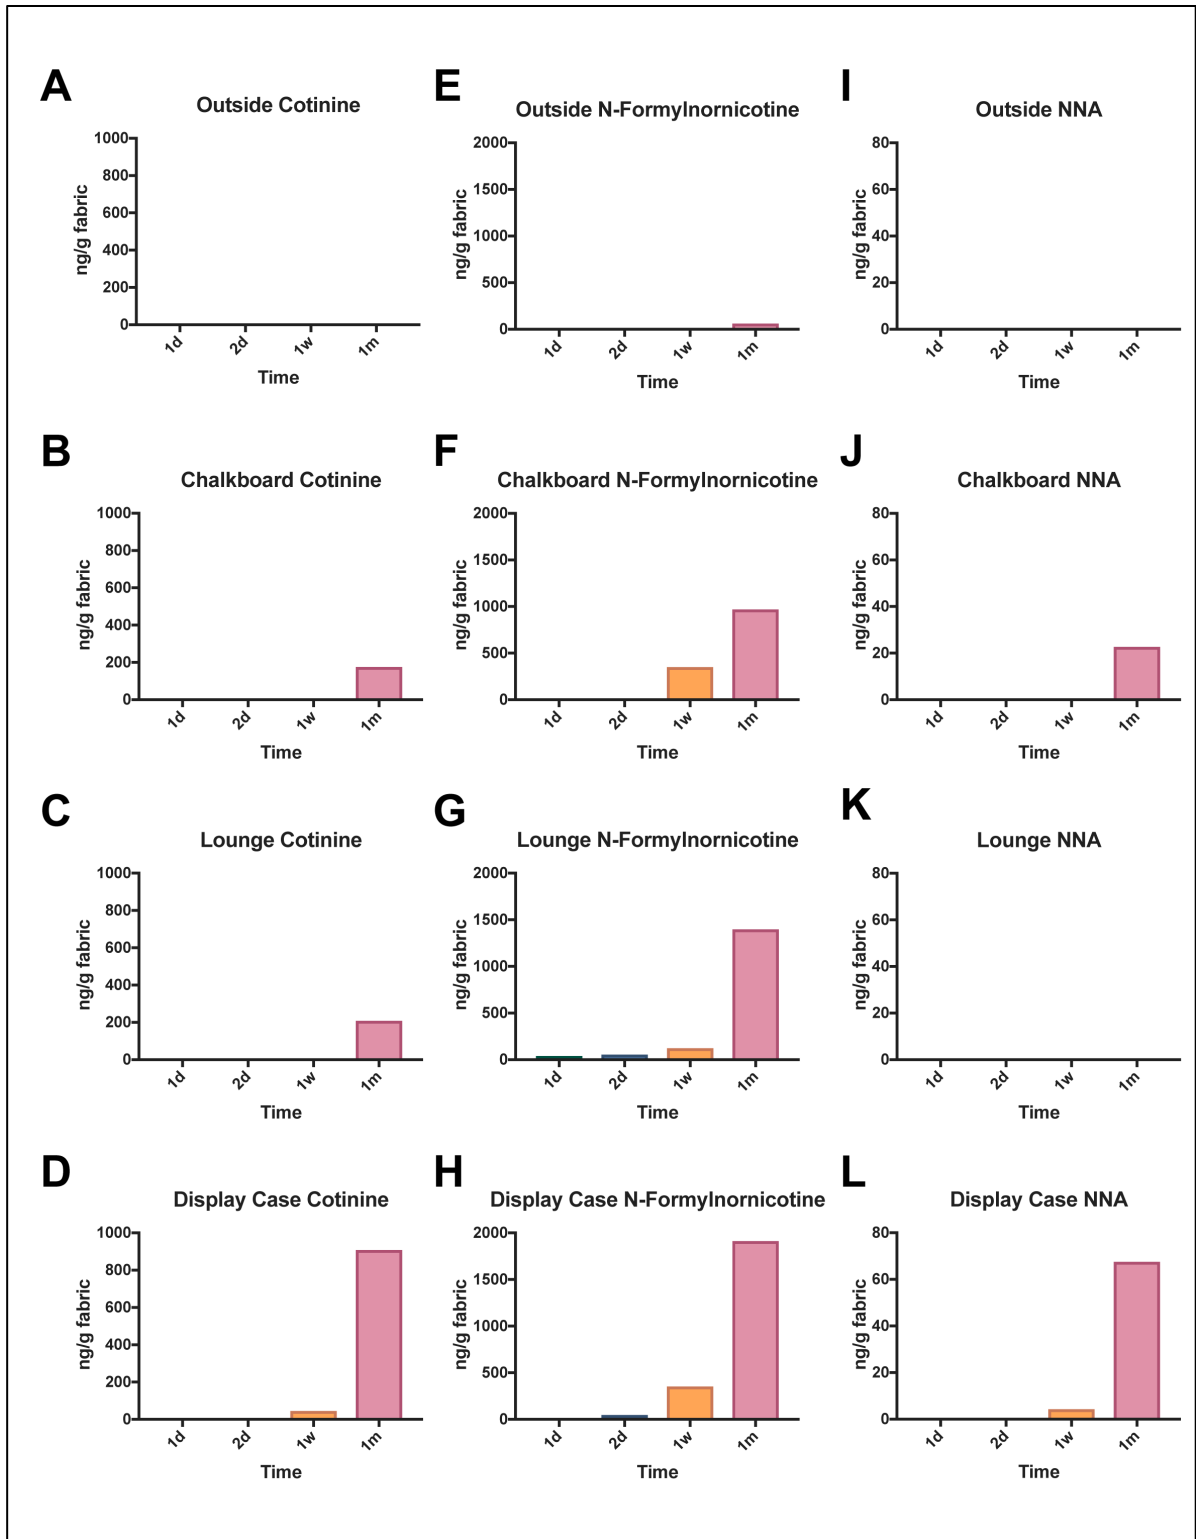 A
Outside Cotinine
1000
800
600
400
200
0
ng/g fabric
1d
2d
1w
1m
Time
E
Outside N-Formylnornicotine
2000
1500
1000
500
0
ng/g fabric
1d
2d
1w
1m
Time
I
Outside NNA
80
60
40
20
0
ng/g fabric
1d
2d
1w
1m
Time
B
Chalkboard Cotinine
1000
800
600
400
200
0
ng/g fabric
1d
2d
1w
1m
Time
F
Chalkboard N-Formylnornicotine
2000
1500
1000
500
0
ng/g fabric
1d
2d
1w
1m
Time
J
Chalkboard NNA
80
60
40
20
0
ng/g fabric
1d
2d
1w
1m
Time
C
Lounge Cotinine
1000
800
600
400
200
0
ng/g fabric
1d
2d
1w
1m
Time
G
Lounge N-Formylnornicotine
2000
1500
1000
500
0
ng/g fabric
1d
2d
1w
1m
Time
K
Lounge NNA
80
60
40
20
0
ng/g fabric
1d
2d
1w
1m
Time
D
Display Case Cotinine
1000
800
600
400
200
0
ng/g fabric
1d
2d
1w
1m
Time
H
Display Case N-Formylnornicotine
2000
1500
1000
500
0
ng/g fabric
1d
2d
1w
1m
Time
L
Display Case NNA
80
60
40
20
0
ng/g fabric
1d
2d
1w
1m
Time